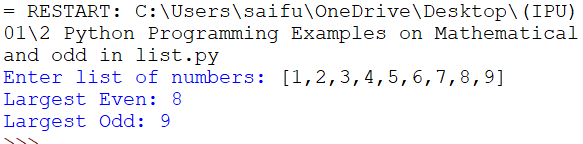 = RESTART: C:\Users\saifu\OneDrive\Desktop\(IPU)
01\2 Python Programming Examples on Mathematical
and odd in list.py
Enter list of numbers: [1,2,3,4,5,6,7,8,9]
Largest Even: 8
Largest Odd: 9
>>>